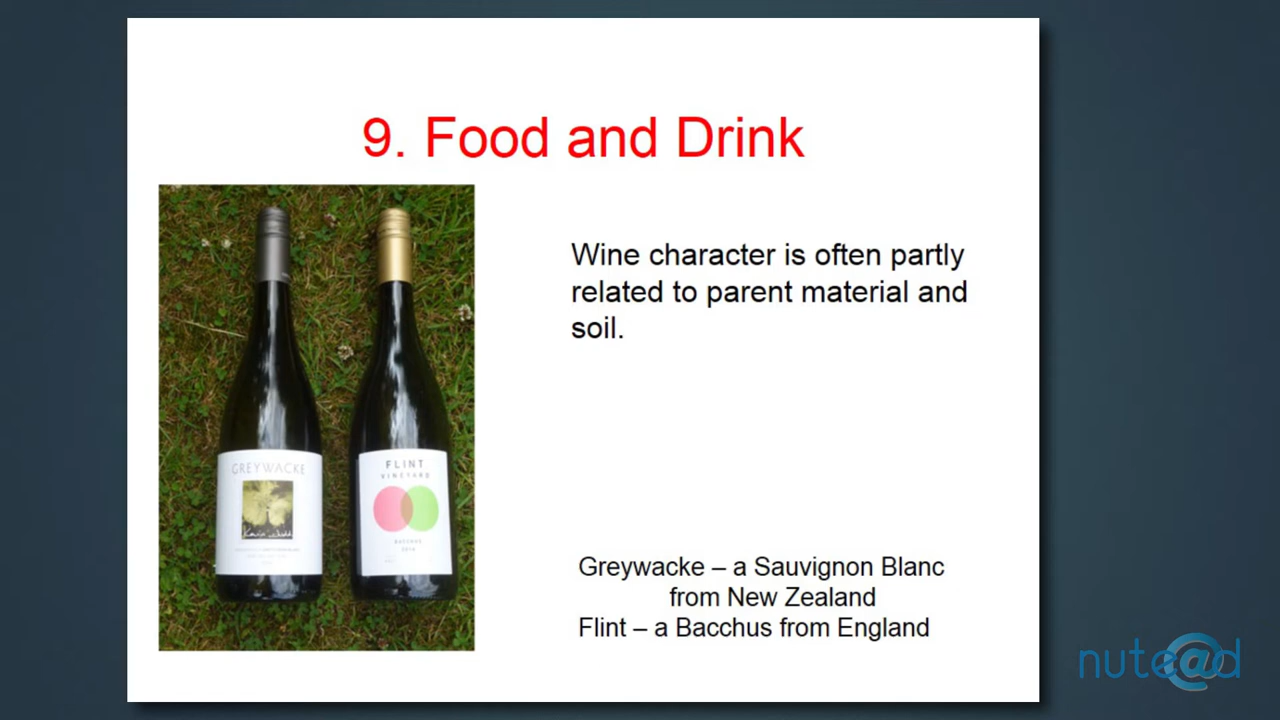 9. Food and Drink
Wine character is often partly
related to parent material and
soil.
GREYWACKE
FLINT
VINEYARD
BACCHUS
Greywacke – a Sauvignon Blanc
from New Zealand
Flint – a Bacchus from England
nute@d